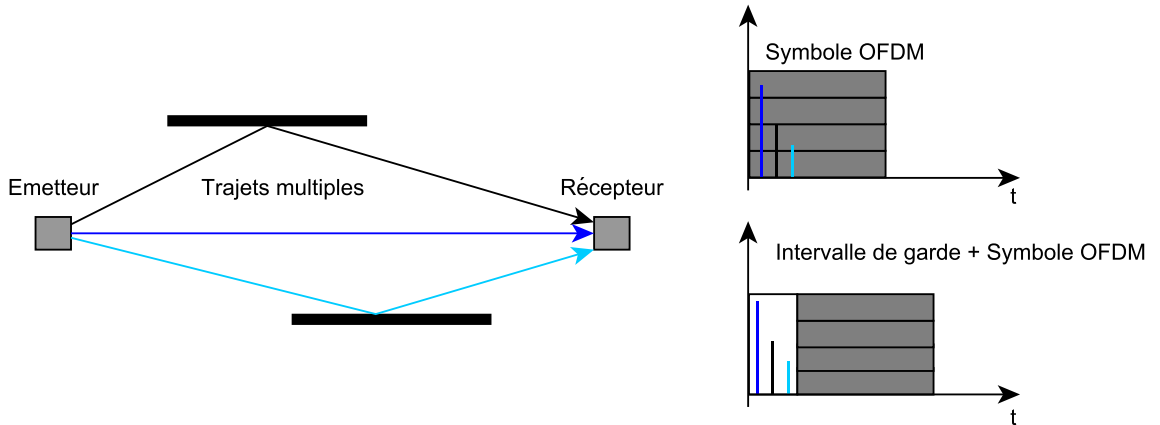 Symbole OFDM
Emetteur
Trajets multiples
Récepteur
t
Intervalle de garde + Symbole OFDM
t